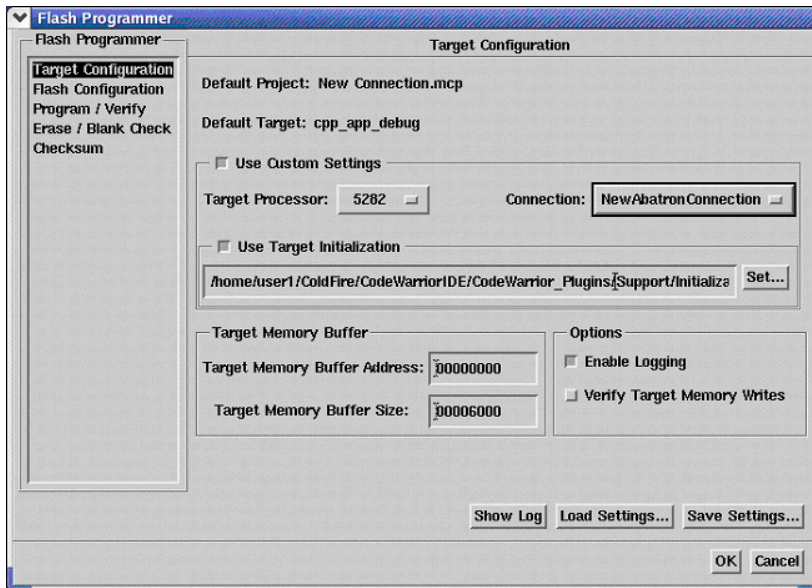 Flash Programmer
Flash Programmer
Target Configuration
Flash Configuration
Program / Verify
Erase / Blank Check
Checksum
Target Configuration
Default Project: New Connection.mcp
Default Target: cpp_app_debug
Use Custom Settings
Target Processor: 5282 Connection: NewAbatronConnection
Use Target Initialization
/home/user1/ColdFire/CodeWarriorIDE/CodeWarrior_Plugins/Support/Initializa Set...
Target Memory Buffer
Target Memory Buffer Address: 00000000
Target Memory Buffer Size: 00006000
Options
Enable Logging
Verify Target Memory Writes
Show Log Load Settings... Save Settings...
OK Cancel